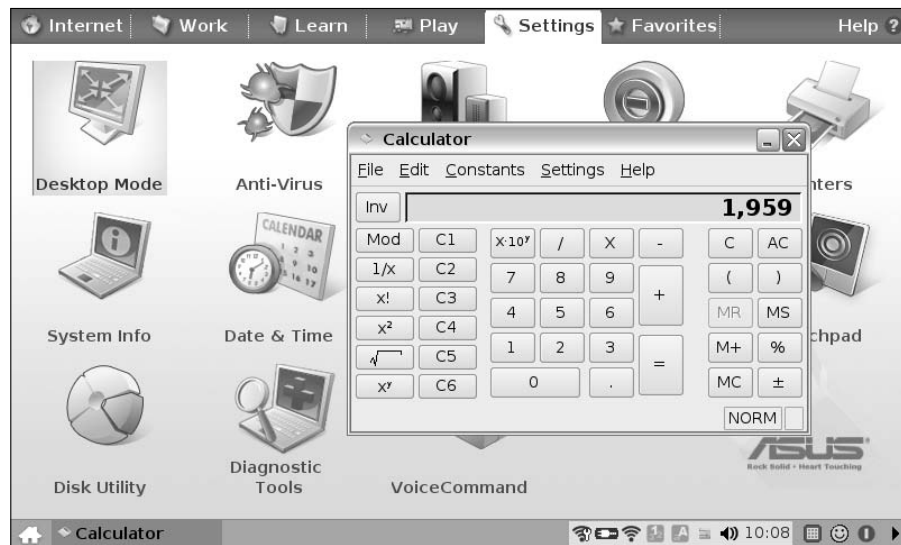 Internet Work Learn Play Settings Favorites Help ?
Desktop Mode
Anti-Virus
Calculator
File Edit Constants Settings Help
Inv 1,959
Mod C1 X·10ʸ / X - C AC
1/x C2 7 8 9 + ( )
x! C3 4 5 6 MR MS
x² C4 1 2 3 = M+ %
√ C5 0 . MC ±
xʸ C6
NORM
nters
CALENDAR
System Info
Date & Time
chpad
Disk Utility
Diagnostic
Tools
VoiceCommand
ASUS
Rock Solid • Heart Touching
Calculator
10:08